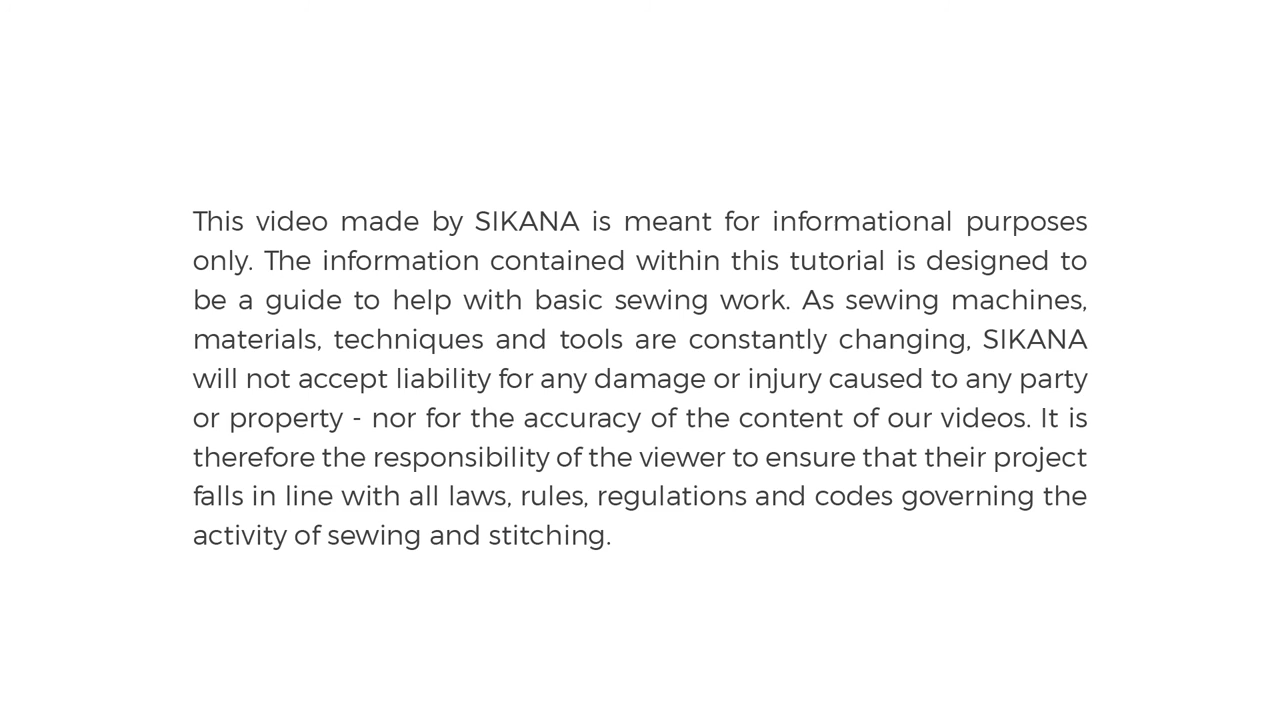 This video made by SIKANA is meant for informational purposes
only. The information contained within this tutorial is designed to
be a guide to help with basic sewing work. As sewing machines,
materials, techniques and tools are constantly changing, SIKANA
will not accept liability for any damage or injury caused to any party
or property - nor for the accuracy of the content of our videos. It is
therefore the responsibility of the viewer to ensure that their project
falls in line with all laws, rules, regulations and codes governing the
activity of sewing and stitching.